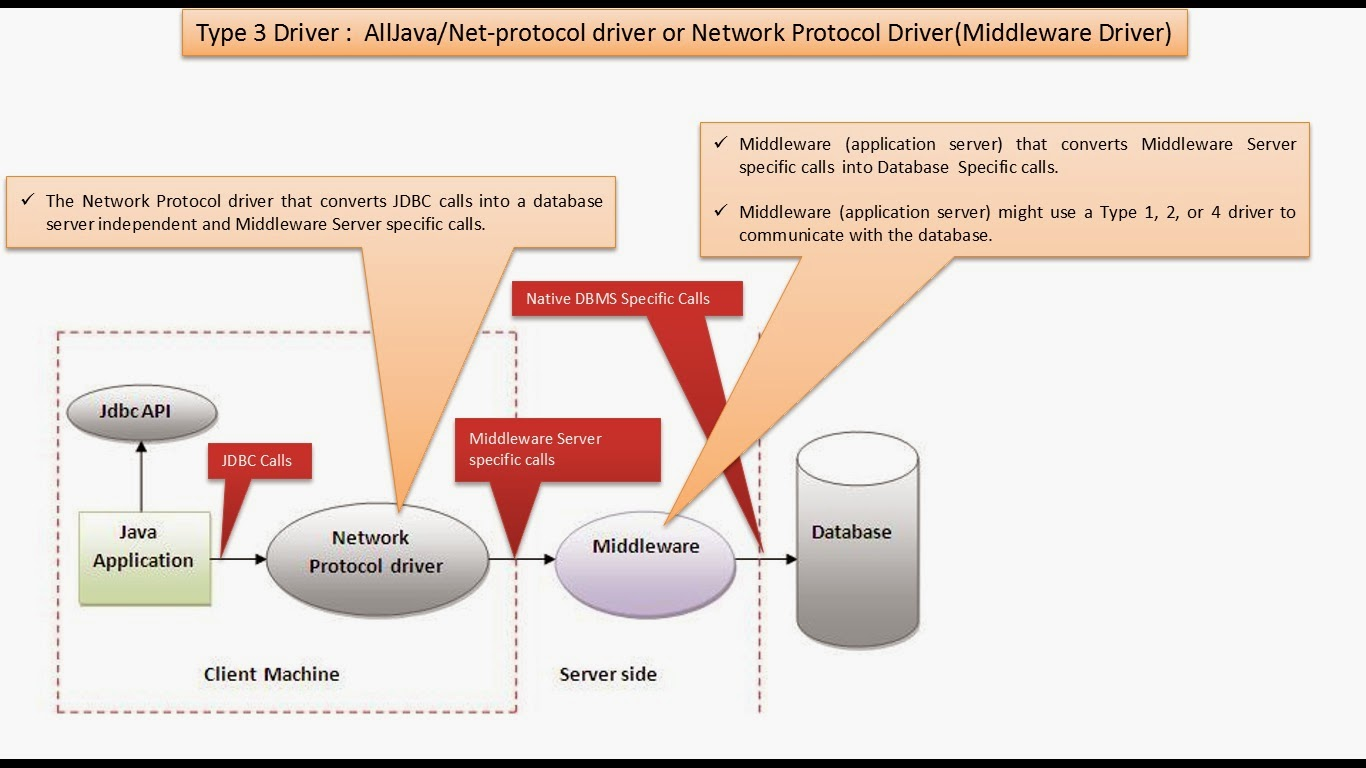 Type 3 Driver :  AllJava/Net-protocol driver or Network Protocol Driver(Middleware Driver)
✓ Middleware (application server) that converts Middleware Server
specific calls  into Database  Specific calls.
✓ Middleware (application server) might use a Type 1, 2, or 4 driver to
communicate with the database.
✓ The Network Protocol driver that converts JDBC calls into a database
server independent and Middleware Server specific calls.
Native DBMS Specific Calls
Jdbc API
JDBC Calls
Middleware Server
specific calls
Java
Application
Network
Protocol driver
Middleware
Database
Client Machine
Server side